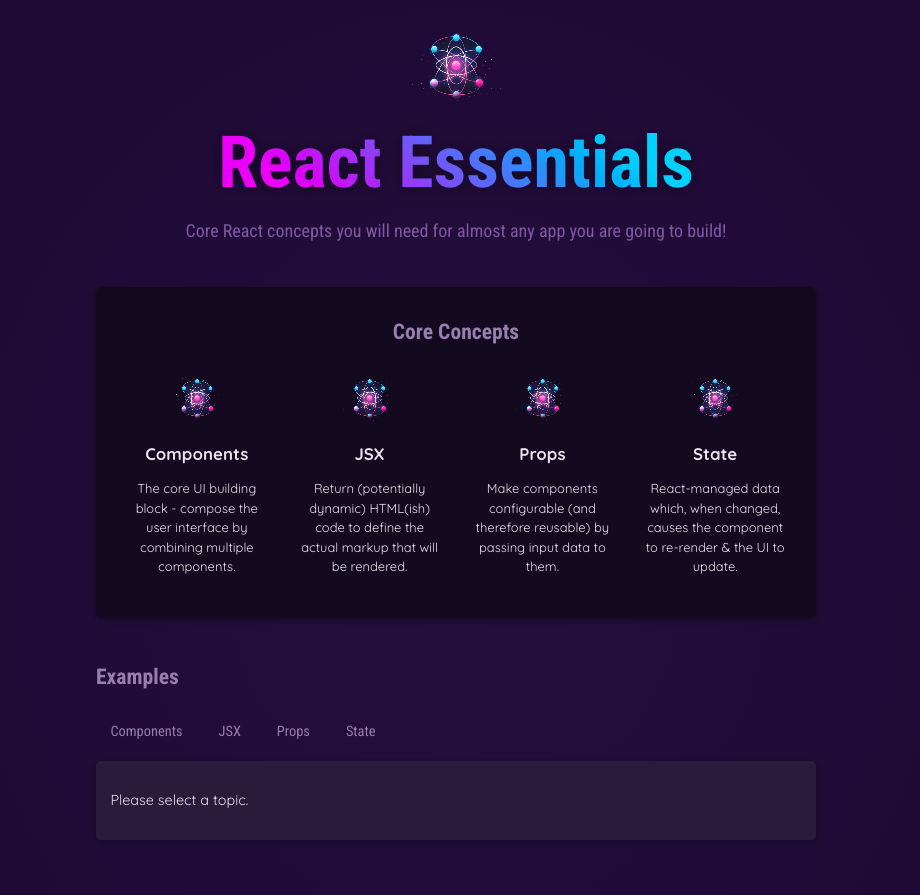 React Essentials
Core React concepts you will need for almost any app you are going to build!
Core Concepts
Components
The core UI building
block - compose the
user interface by
combining multiple
components.
JSX
Return (potentially
dynamic) HTML(ish)
code to define the
actual markup that will
be rendered.
Props
Make components
configurable (and
therefore reusable) by
passing input data to
them.
State
React-managed data
which, when changed,
causes the component
to re-render & the UI to
update.
Examples
Components JSX Props State
Please select a topic.